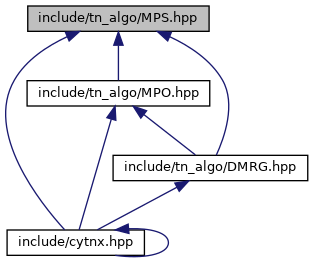 include/tn_algo/MPS.hpp
include/tn_algo/MPO.hpp
include/tn_algo/DMRG.hpp
include/cytnx.hpp